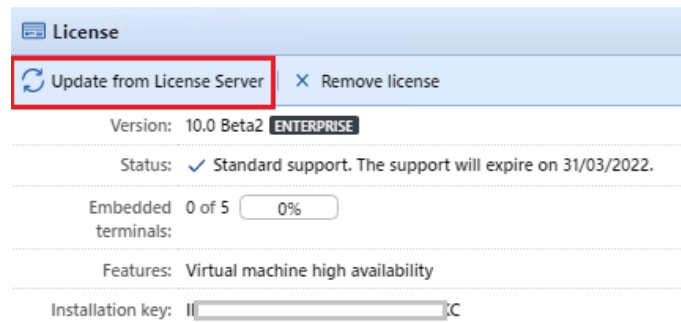 License
Update from License Server Remove license
Version: 10.0 Beta2 ENTERPRISE
Status: Standard support. The support will expire on 31/03/2022.
Embedded terminals: 0 of 5 0%
Features: Virtual machine high availability
Installation key: